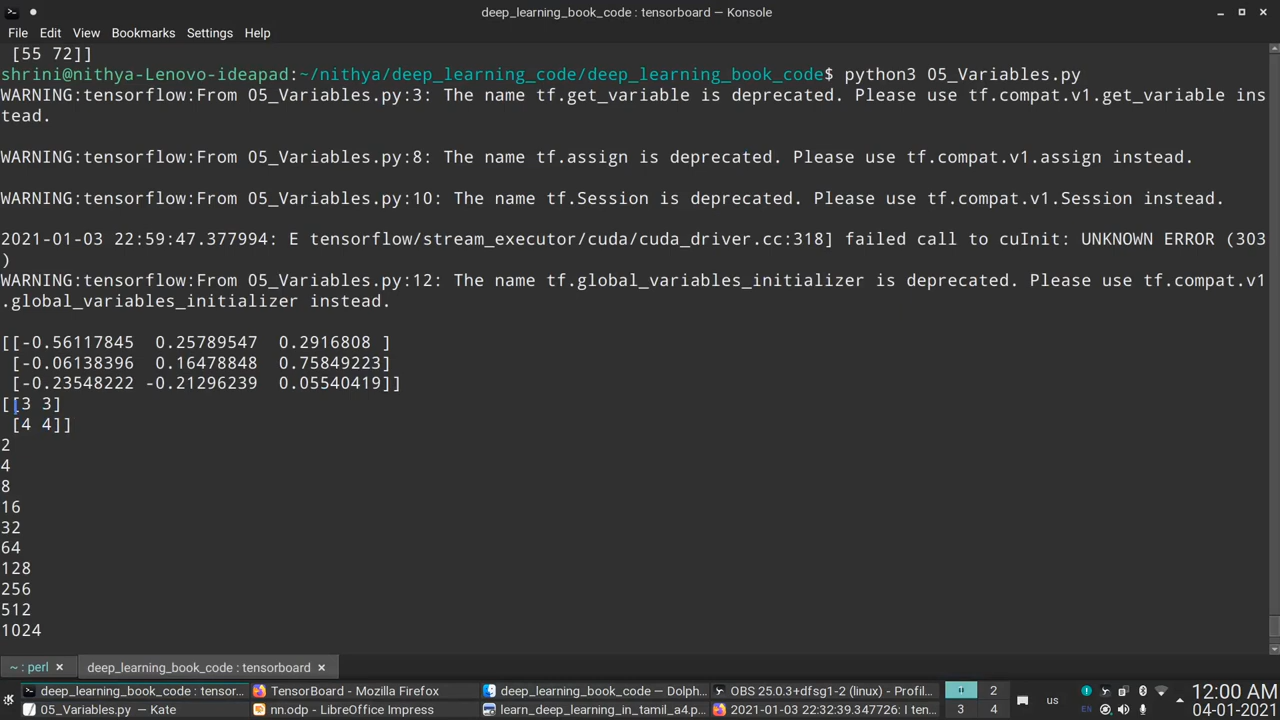 deep_learning_book_code : tensorboard — Konsole
File Edit View Bookmarks Settings Help
[55 72]]
shrini@nithya-Lenovo-ideapad:~/nithya/deep_learning_code/deep_learning_book_code$ python3 05_Variables.py
WARNING:tensorflow:From 05_Variables.py:3: The name tf.get_variable is deprecated. Please use tf.compat.v1.get_variable ins
tead.
WARNING:tensorflow:From 05_Variables.py:8: The name tf.assign is deprecated. Please use tf.compat.v1.assign instead.
WARNING:tensorflow:From 05_Variables.py:10: The name tf.Session is deprecated. Please use tf.compat.v1.Session instead.
2021-01-03 22:59:47.377994: E tensorflow/stream_executor/cuda/cuda_driver.cc:318] failed call to cuInit: UNKNOWN ERROR (303
)
WARNING:tensorflow:From 05_Variables.py:12: The name tf.global_variables_initializer is deprecated. Please use tf.compat.v1
.global_variables_initializer instead.
[[-0.56117845 0.25789547 0.2916808 ]
[-0.06138396 0.16478848 0.75849223]
[-0.23548222 -0.21296239 0.05540419]]
[[3 3]
[4 4]]
2
4
8
16
32
64
128
256
512
1024
~ : perl
deep_learning_book_code : tensorboard
deep_learning_book_code : tensor...
TensorBoard - Mozilla Firefox
deep_learning_book_code — Dolph...
OBS 25.0.3+dfsg1-2 (linux) - Profil...
2
12:00 AM
05_Variables.py — Kate
nn.odp - LibreOffice Impress
learn_deep_learning_in_tamil_a4.p...
2021-01-03 22:32:39.347726: I ten...
3 4
us
EN
04-01-2021